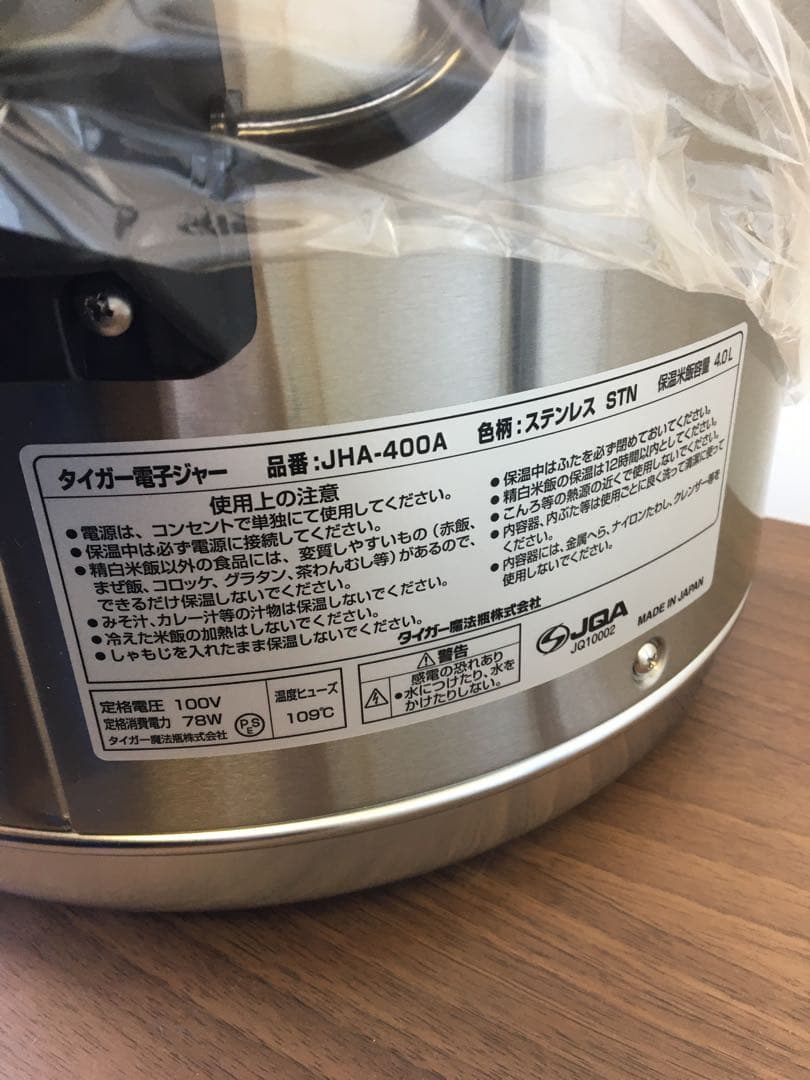 タイガー電子ジャー 品番:JHA-400A 色柄:ステンレス STN 保温米飯容量 4.0L
使用上の注意
●電源は、コンセントで単独にて使用してください。
●保温中は必ず電源に接続してください。
●精白米飯以外の食品には、変質しやすいもの(赤飯、
まぜ飯、コロッケ、グラタン、茶わんむし等)があるので、
できるだけ保温しないでください。
●みそ汁、カレー汁等の汁物は保温しないでください。
●冷えた米飯の加熱はしないでください。
●しゃもじを入れたまま保温しないでください。
●保温中はふたを必ず閉めておいてください。
●精白米飯の保温は12時間以内としてください。
●こんろ等の熱源の近くで使用しないでください。
●内容器、内ぶた等は使用ごとに良く洗って清潔に使って
ください。
●内容器には、金属へら、ナイロンたわし、クレンザー等を
使用しないでください。
タイガー魔法瓶株式会社
定格電圧 100V
定格消費電力 78W
PSE
タイガー魔法瓶株式会社
温度ヒューズ
109℃
⚠警告
感電の恐れあり
●水につけたり、水を
かけたりしない。
JQA
JQ10002
MADE IN JAPAN